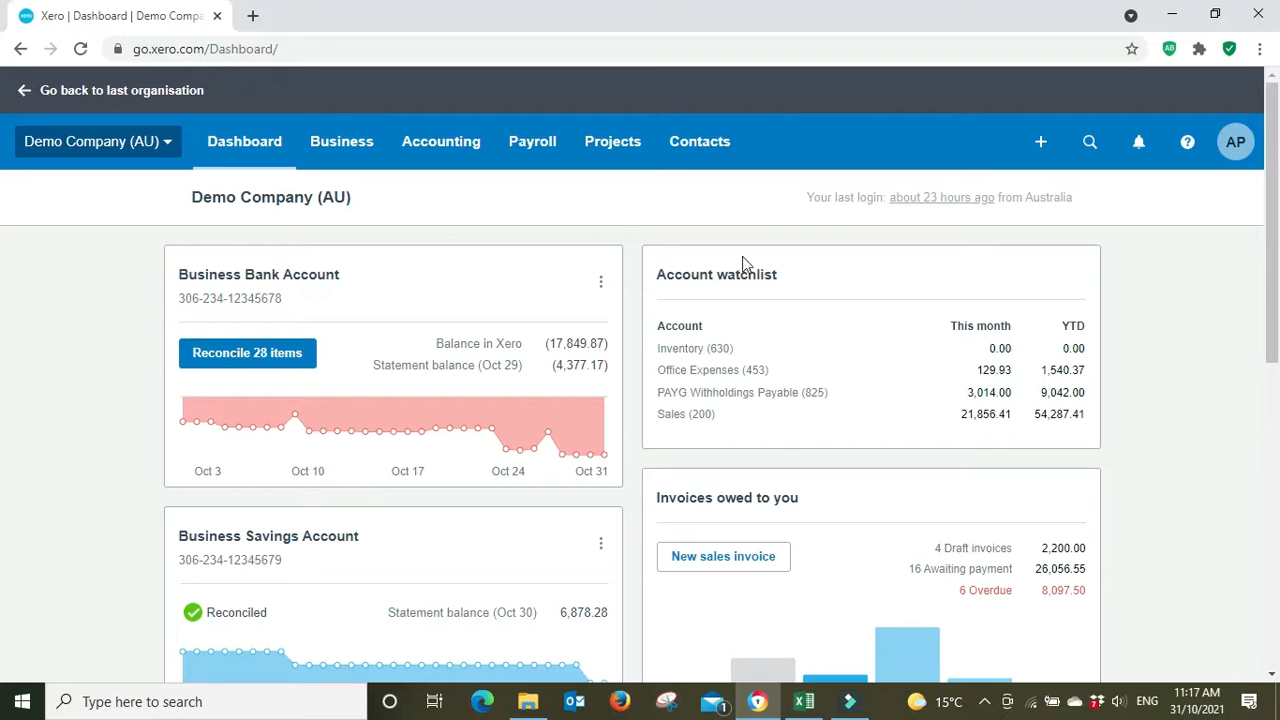 Xero | Dashboard | Demo Compa
go.xero.com/Dashboard/
AB
Go back to last organisation
Demo Company (AU)
Dashboard
Business
Accounting
Payroll
Projects
Contacts
AP
Demo Company (AU)
Your last login: about 23 hours ago from Australia
Business Bank Account
306-234-12345678
Reconcile 28 items
Balance in Xero (17,849.87)
Statement balance (Oct 29) (4,377.17)
Oct 3 Oct 10 Oct 17 Oct 24 Oct 31
Business Savings Account
306-234-12345679
Reconciled
Statement balance (Oct 30) 6,878.28
Account watchlist
Account This month YTD
Inventory (630) 0.00 0.00
Office Expenses (453) 129.93 1,540.37
PAYG Withholdings Payable (825) 3,014.00 9,042.00
Sales (200) 21,856.41 54,287.41
Invoices owed to you
New sales invoice
4 Draft invoices 2,200.00
16 Awaiting payment 26,056.55
6 Overdue 8,097.50
Type here to search
1
15°C
7
ENG
11:17 AM
31/10/2021